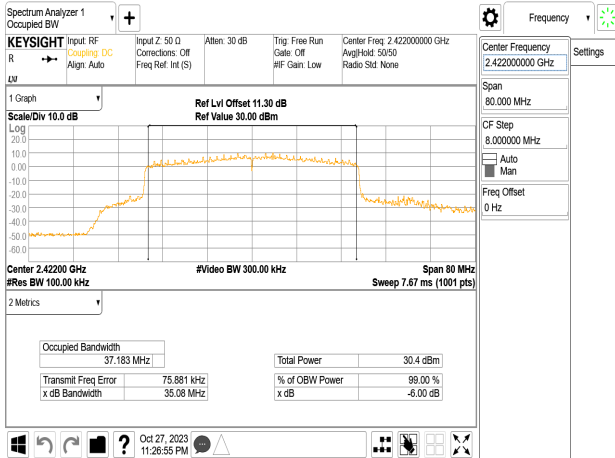 Spectrum Analyzer 1
Occupied BW
+
Frequency
KEYSIGHT
R
Input: RF
Coupling: DC
Align: Auto
Input Z: 50 Ω
Corrections: Off
Freq Ref: Int (S)
Atten: 30 dB
Trig: Free Run
Gate: Off
#IF Gain: Low
Center Freq: 2.422000000 GHz
Avg|Hold: 50/50
Radio Std: None
Center Frequency
2.422000000 GHz
Settings
Span
80.000 MHz
CF Step
8.000000 MHz
Auto
Man
Freq Offset
0 Hz
1 Graph
Scale/Div 10.0 dB
Ref Lvl Offset 11.30 dB
Ref Value 30.00 dBm
Log
20.0
10.0
0.00
-10.0
-20.0
-30.0
-40.0
-50.0
-60.0
Center 2.42200 GHz
#Res BW 100.00 kHz
#Video BW 300.00 kHz
Span 80 MHz
Sweep 7.67 ms (1001 pts)
2 Metrics
Occupied Bandwidth
37.183 MHz
Total Power 30.4 dBm
Transmit Freq Error 75.881 kHz
% of OBW Power 99.00 %
x dB Bandwidth 35.08 MHz
x dB -6.00 dB
?
Oct 27, 2023
11:26:55 PM